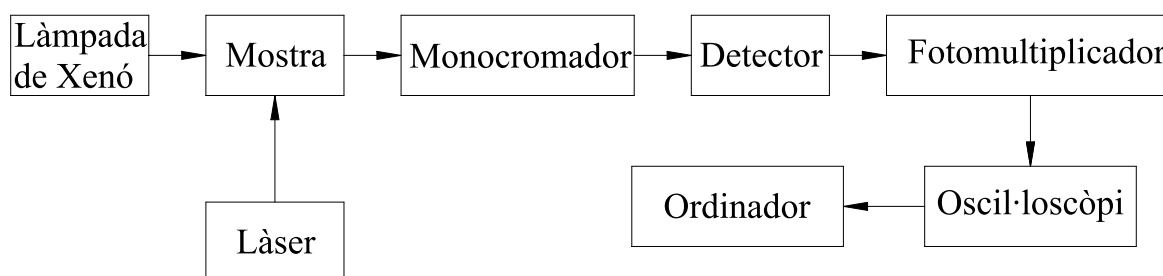 Làmpada
de Xenó
Mostra
Monocromador
Detector
Fotomultiplicador
Làser
Ordinador
Oscil·loscòpi